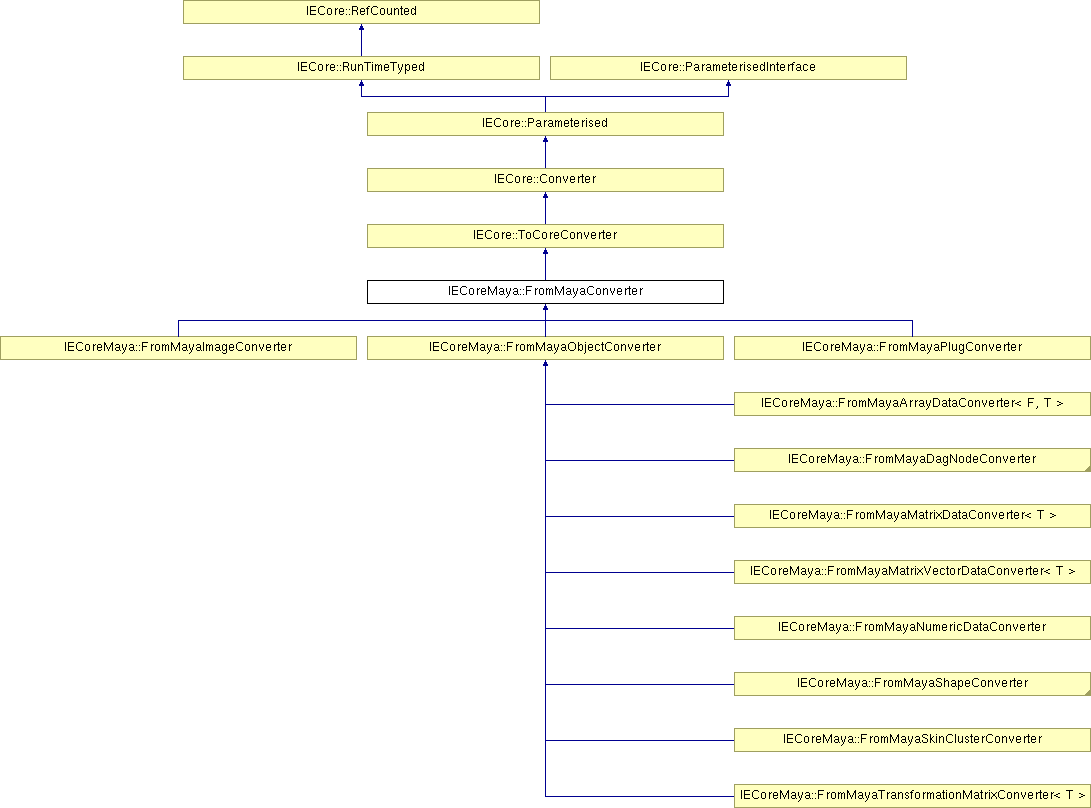 IECore::RefCounted
IECore::RunTimeTyped
IECore::ParameterisedInterface
IECore::Parameterised
IECore::Converter
IECore::ToCoreConverter
IECoreMaya::FromMayaConverter
IECoreMaya::FromMayaImageConverter
IECoreMaya::FromMayaObjectConverter
IECoreMaya::FromMayaPlugConverter
IECoreMaya::FromMayaArrayDataConverter< F, T >
IECoreMaya::FromMayaDagNodeConverter
IECoreMaya::FromMayaMatrixDataConverter< T >
IECoreMaya::FromMayaMatrixVectorDataConverter< T >
IECoreMaya::FromMayaNumericDataConverter
IECoreMaya::FromMayaShapeConverter
IECoreMaya::FromMayaSkinClusterConverter
IECoreMaya::FromMayaTransformationMatrixConverter< T >